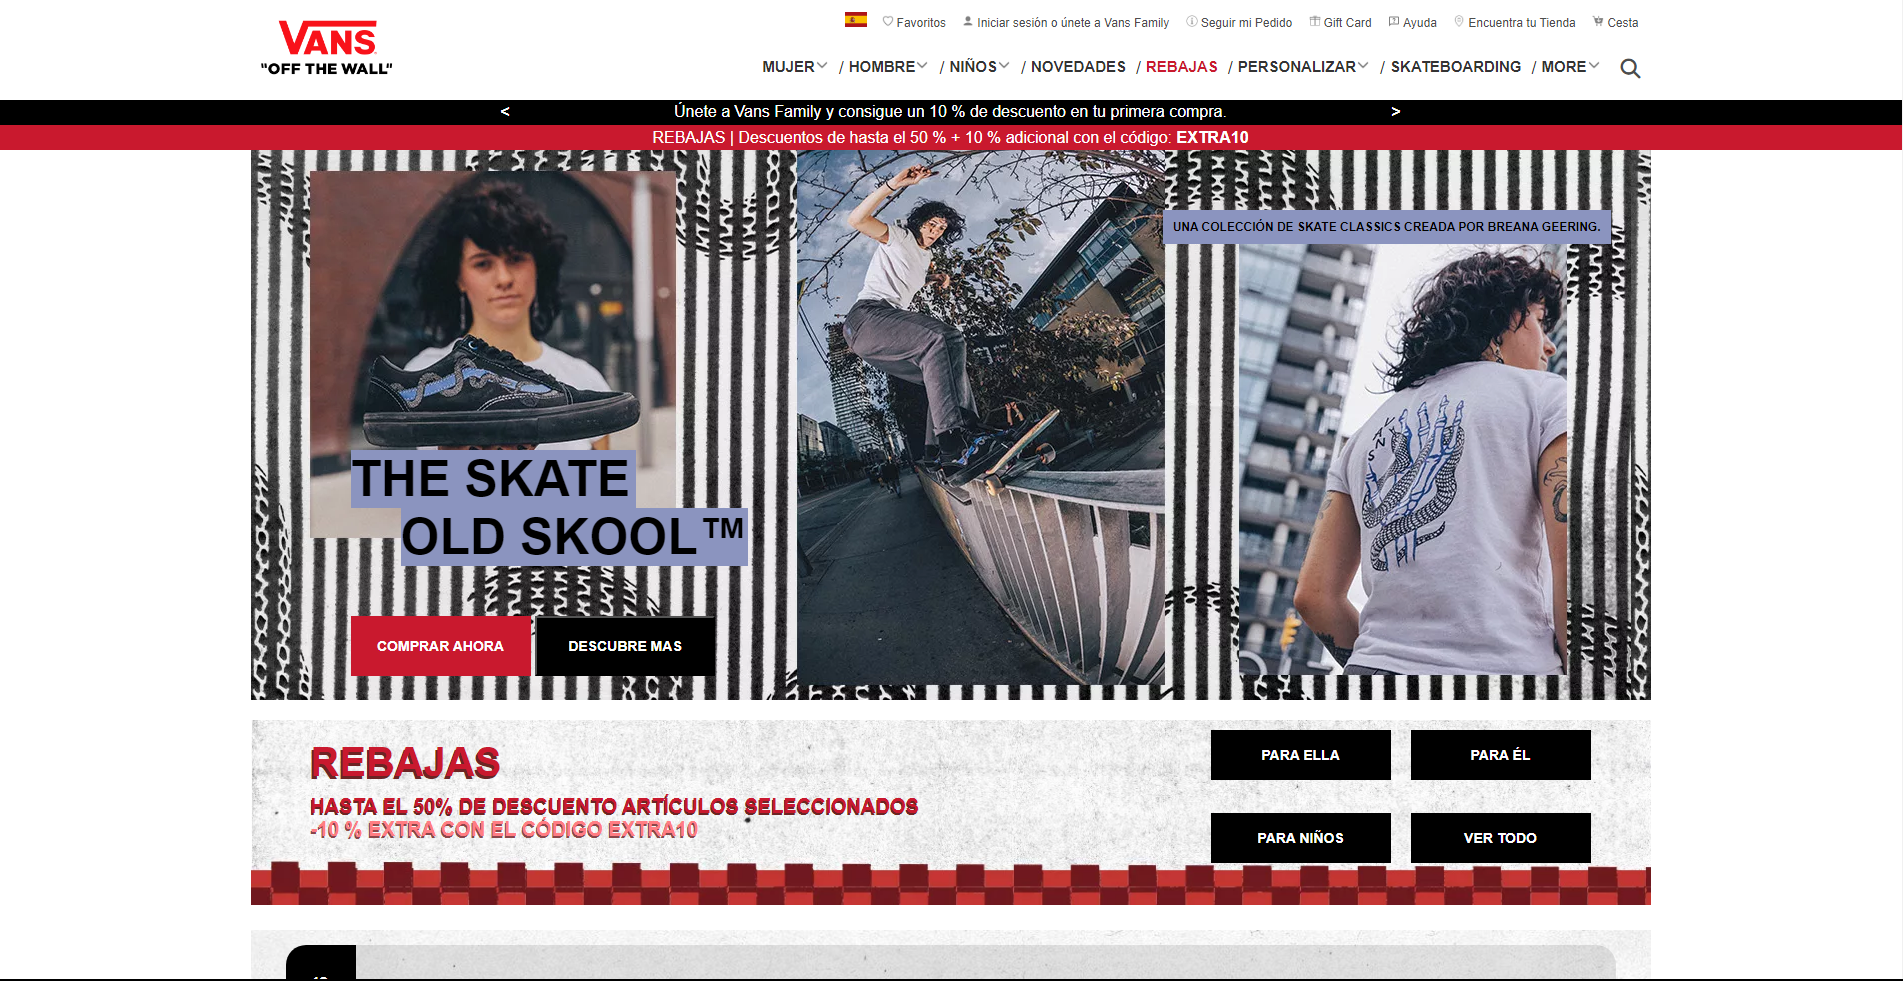 VANS
"OFF THE WALL"
Favoritos
Iniciar sesión o únete a Vans Family
Seguir mi Pedido
Gift Card
Ayuda
Encuentra tu Tienda
Cesta
MUJER / HOMBRE / NIÑOS / NOVEDADES / REBAJAS / PERSONALIZAR / SKATEBOARDING / MORE
< Únete a Vans Family y consigue un 10 % de descuento en tu primera compra. >
REBAJAS | Descuentos de hasta el 50 % + 10 % adicional con el código: EXTRA10
UNA COLECCIÓN DE SKATE CLASSICS CREADA POR BREANA GEERING.
VANS
THE SKATE
OLD SKOOL™
COMPRAR AHORA
DESCUBRE MAS
REBAJAS
HASTA EL 50% DE DESCUENTO ARTÍCULOS SELECCIONADOS
-10 % EXTRA CON EL CÓDIGO EXTRA10
PARA ELLA
PARA ÉL
PARA NIÑOS
VER TODO